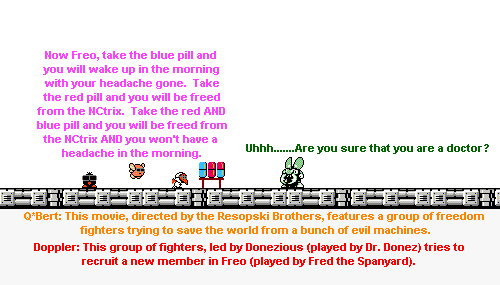 Now Freo, take the blue pill and
you will wake up in the morning
with your headache gone.  Take
the red pill and you will be freed
from the NCtrix.  Take the red AND
blue pill and you will be freed from
the NCtrix AND you won't have a
headache in the morning.
Uhhh.......Are you sure that you are a doctor?
Q*Bert: This movie, directed by the Resopski Brothers, features a group of freedom
fighters trying to save the world from a bunch of evil machines.
Doppler: This group of fighters, led by Donezious (played by Dr. Donez) tries to
recruit a new member in Freo (played by Fred the Spanyard).